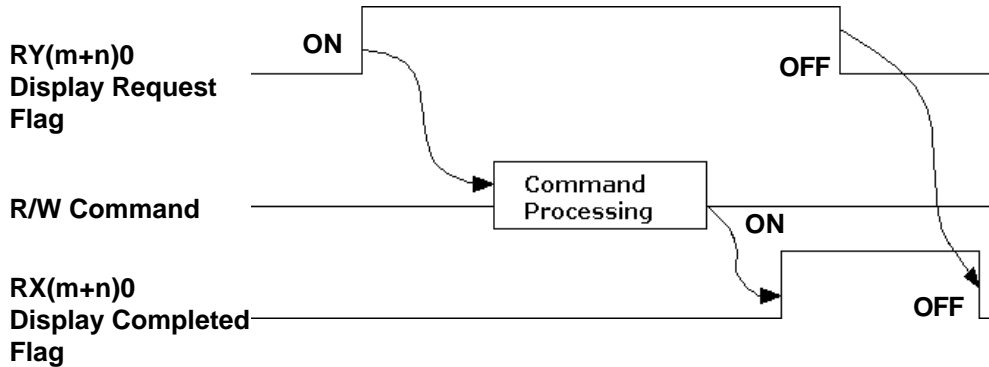 RY(m+n)0
Display Request
Flag
ON
OFF
R/W Command
Command
Processing
ON
RX(m+n)0
Display Completed
Flag
OFF